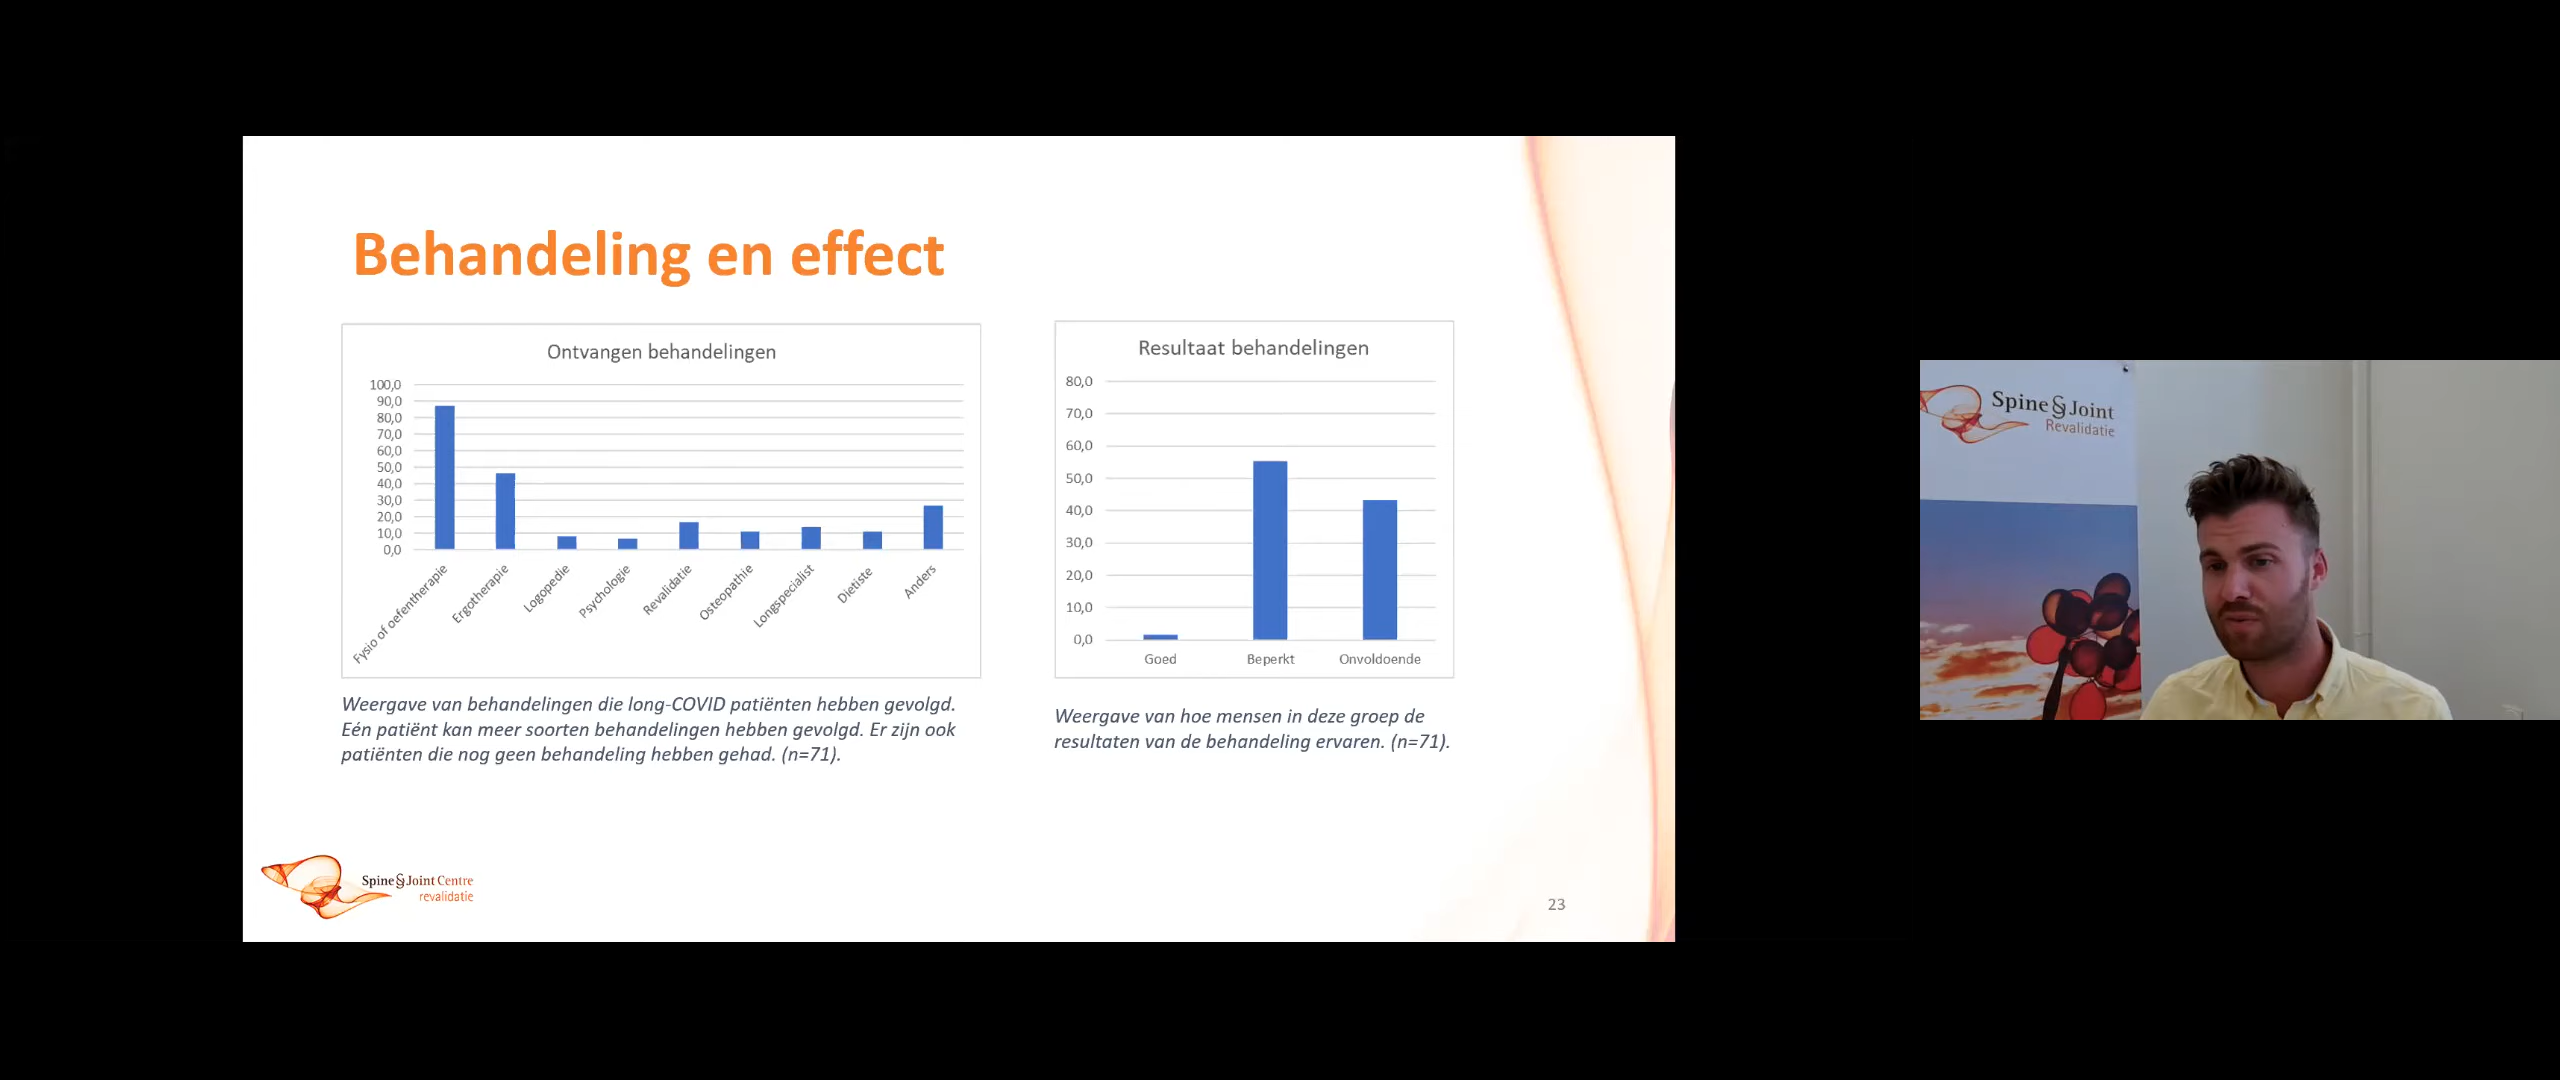 Behandeling en effect
Ontvangen behandelingen
100,0
90,0
80,0
70,0
60,0
50,0
40,0
30,0
20,0
10,0
0,0
Fysio of oefentherapie
Ergotherapie
Logopedie
Psychologie
Revalidatie
Osteopathie
Longspecialist
Dietiste
Anders
Weergave van behandelingen die long-COVID patiënten hebben gevolgd.
Eén patiënt kan meer soorten behandelingen hebben gevolgd. Er zijn ook
patiënten die nog geen behandeling hebben gehad. (n=71).
Resultaat behandelingen
80,0
70,0
60,0
50,0
40,0
30,0
20,0
10,0
0,0
Goed
Beperkt
Onvoldoende
Weergave van hoe mensen in deze groep de
resultaten van de behandeling ervaren. (n=71).
Spine & Joint Centre
revalidatie
23
Spine & Joint
Revalidatie